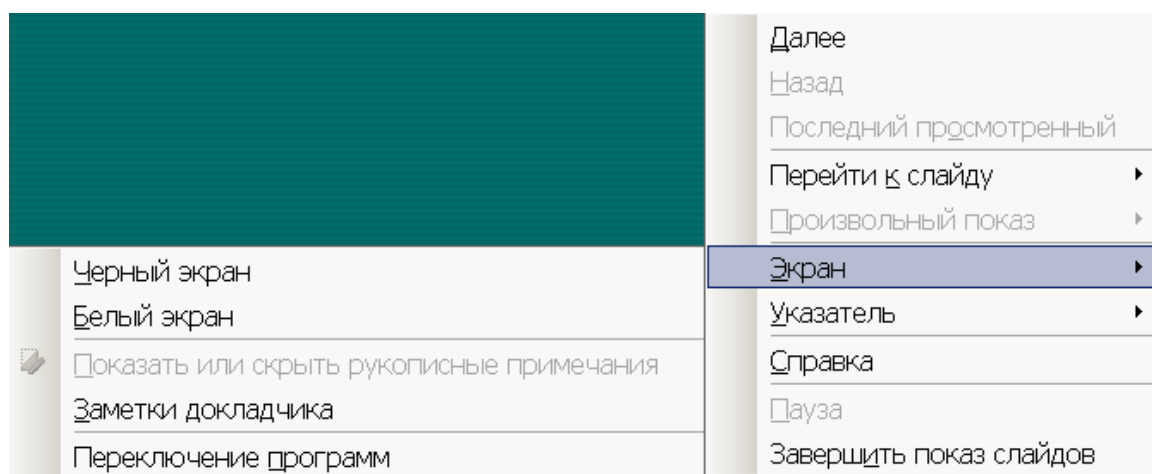 Далее
Назад
Последний просмотренный
Перейти к слайду
Произвольный показ
Экран
Указатель
Справка
Пауза
Завершить показ слайдов
Черный экран
Белый экран
Показать или скрыть рукописные примечания
Заметки докладчика
Переключение программ